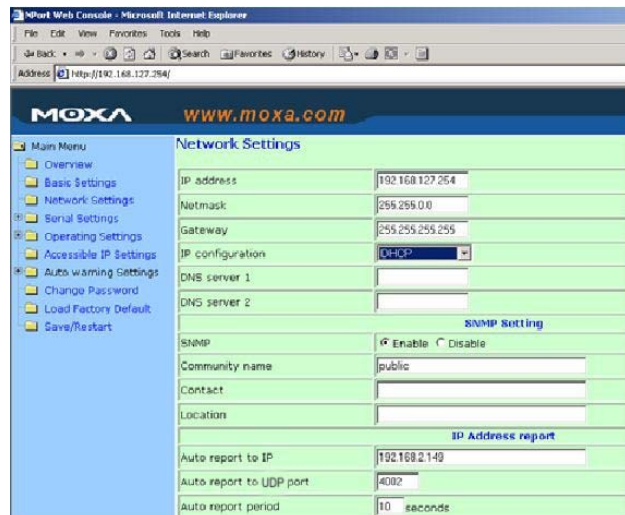 NPort Web Console - Microsoft Internet Explorer
File Edit View Favorites Tools Help
Back Search Favorites History
Address http://192.168.127.254/
MOXA www.moxa.com
Main Menu
Overview
Basic Settings
Network Settings
Serial Settings
Operating Settings
Accessible IP Settings
Auto warning Settings
Change Password
Load Factory Default
Save/Restart
Network Settings
IP address 192.168.127.254
Netmask 255.255.0.0
Gateway 255.255.255.255
IP configuration DHCP
DNS server 1
DNS server 2
SNMP Setting
SNMP Enable Disable
Community name public
Contact
Location
IP Address report
Auto report to IP 192.168.2.149
Auto report to UDP port 4002
Auto report period 10 seconds